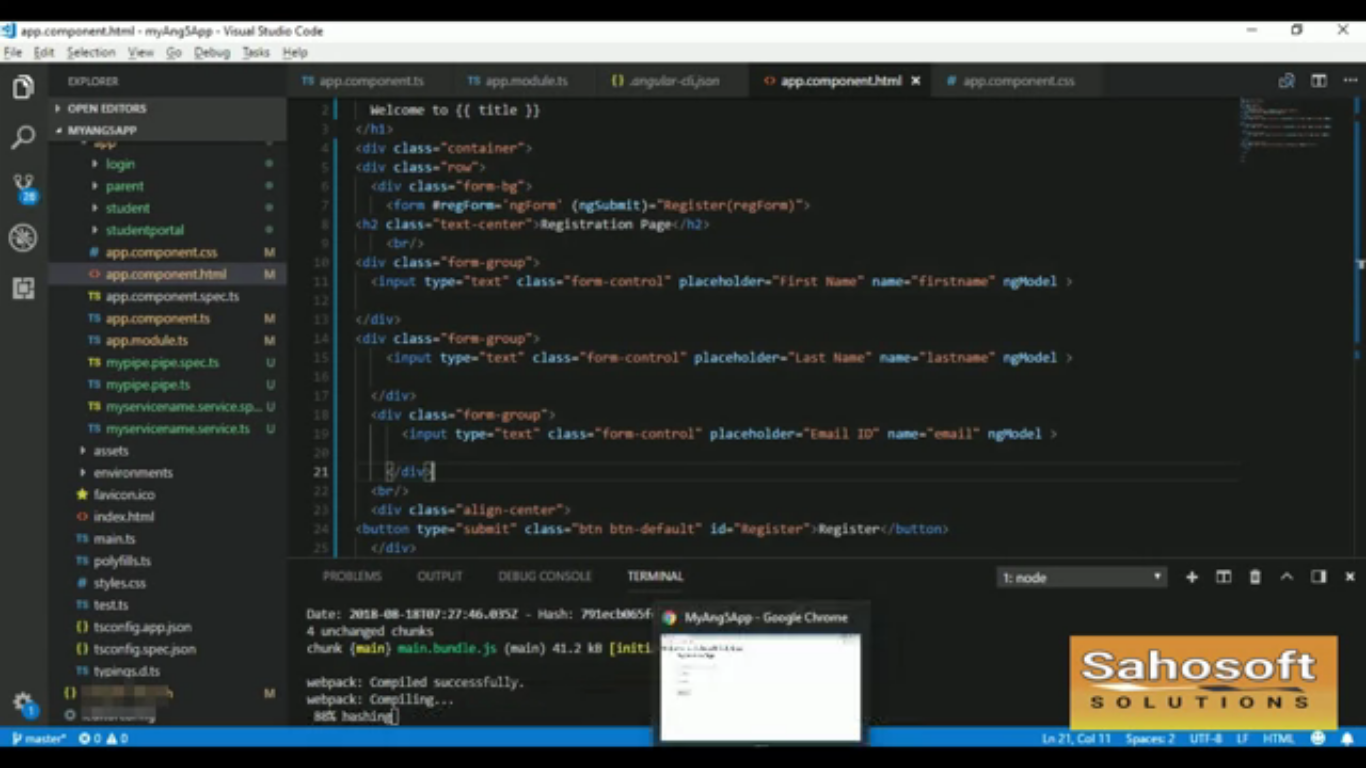 app.component.html - myAng5App - Visual Studio Code
File Edit Selection View Go Debug Tasks Help
EXPLORER
OPEN EDITORS
MYANG5APP
app
login
parent
student
studentportal
app.component.css M
app.component.html M
app.component.spec.ts
app.component.ts M
app.module.ts M
mypipe.pipe.spec.ts U
mypipe.pipe.ts U
myservicename.service.sp... U
myservicename.service.ts U
assets
environments
favicon.ico
index.html
main.ts
polyfills.ts
styles.css
test.ts
tsconfig.app.json
tsconfig.spec.json
typings.d.ts
M
app.component.ts app.module.ts .angular-cli.json app.component.html app.component.css
2 Welcome to {{ title }}
3 </h1>
4 <div class="container">
5 <div class="row">
6 <div class="form-bg">
7 <form #regForm='ngForm' (ngSubmit)="Register(regForm)">
8 <h2 class="text-center">Registration Page</h2>
9 <br/>
10 <div class="form-group">
11 <input type="text" class="form-control" placeholder="First Name" name="firstname" ngModel >
12
13 </div>
14 <div class="form-group">
15 <input type="text" class="form-control" placeholder="Last Name" name="lastname" ngModel >
16
17 </div>
18 <div class="form-group">
19 <input type="text" class="form-control" placeholder="Email ID" name="email" ngModel >
20
21 </div>
22 <br/>
23 <div class="align-center">
24 <button type="submit" class="btn btn-default" id="Register">Register</button>
25 </div>
PROBLEMS OUTPUT DEBUG CONSOLE TERMINAL 1: node
Date: 2018-08-18T07:27:46.035Z - Hash: 791ecb065f
4 unchanged chunks
chunk {main} main.bundle.js (main) 41.2 kB [initi
webpack: Compiled successfully.
webpack: Compiling...
88% hashing
MyAng5App - Google Chrome
Sahosoft
SOLUTIONS
26
1
master* 0 0 Ln 21, Col 11 Spaces: 2 UTF-8 LF HTML